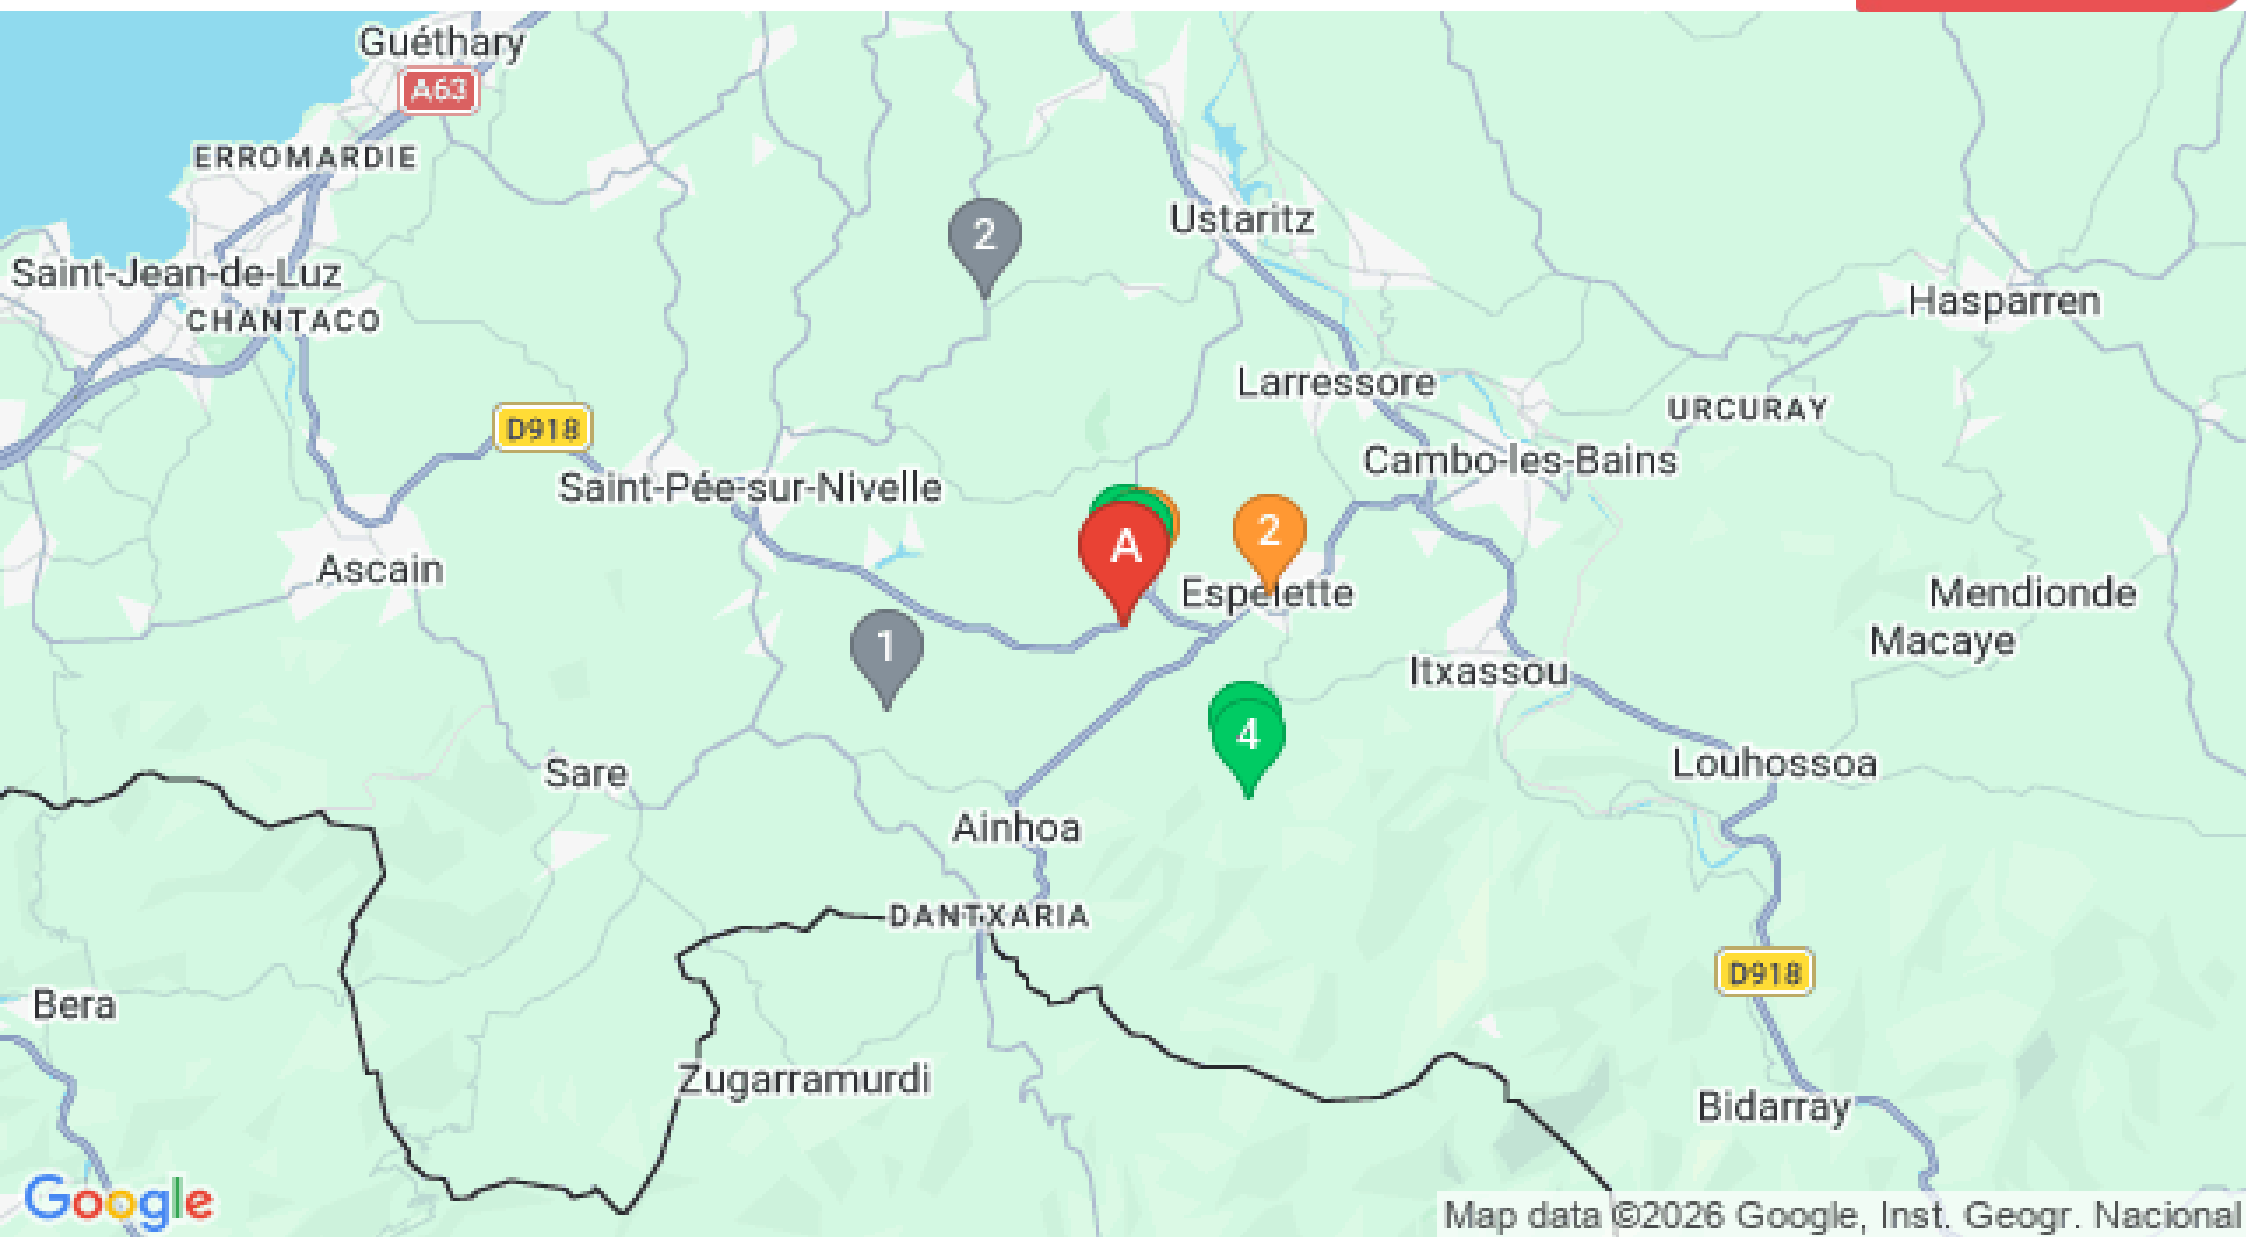 Guéthary
A63
ERROMARDIE
2
Ustaritz
Saint-Jean-de-Luz
CHANTACO
Hasparren
Larressore
URCURAY
D918
Cambo-les-Bains
Saint-Pée-sur-Nivelle
A
2
Ascain
Espelette
Mendionde
1
Macaye
Itxassou
4
Sare
Louhossoa
Ainhoa
DANTXARIA
D918
Bera
Zugarramurdi
Bidarray
Google
Map data ©2026 Google, Inst. Geogr. Nacional